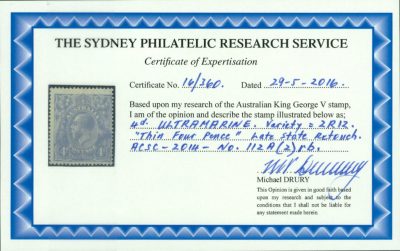 THE SYDNEY PHILATELIC RESEARCH SERVICE
Certificate of Expertisation
Certificate No. 16/360. Dated 29-5-2016.
Based upon my research of the Australian King George V stamp,
I am of the opinion and describe the stamp illustrated below as;
4d. ULTRAMARINE. Variety = 2R12.
"Thin Four Pence" Late State Retouch.
ACSC-2014-No. 112A(2)rb.
Michael DRURY
This Opinion is given in good faith based
upon my research and subject to the
conditions that I shall not be liable for
any statement made herein.